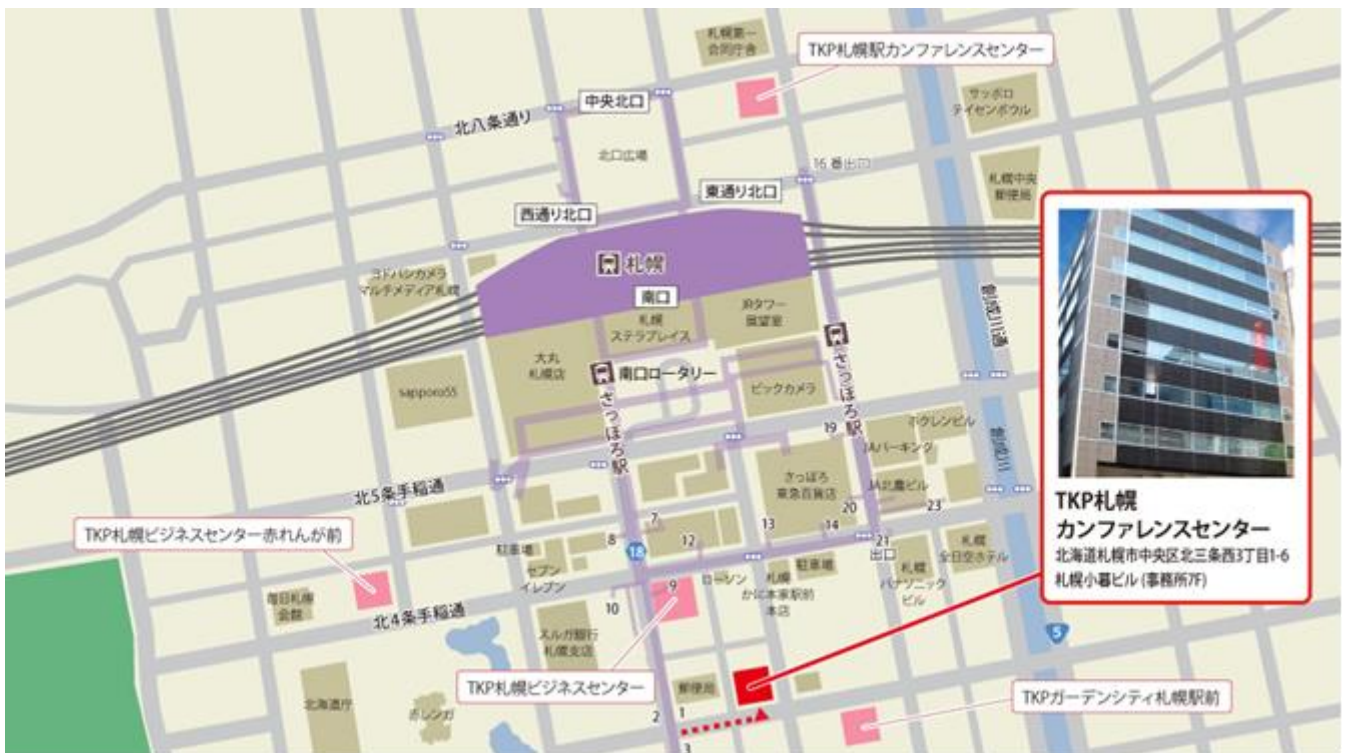 札幌第一
合同庁舎
TKP札幌駅カンファレンスセンター
サッポロ
テイセンボウル
中央北口
北八条通り
北口広場
16番出口
札幌中央
郵便局
東通り北口
西通り北口
札幌
ヨドバシカメラ
マルチメディア札幌
南口
札幌
ステラプレイス
JRタワー
展望室
創成川通
大丸
札幌店
南口ロータリー
さっぽろ駅
さっぽろ駅
sapporo55
ビックカメラ
19
ホクレンビル
JAパーキング
創成川
さっぽろ
東急百貨店
JA北農ビル
北5条手稲通
20
23
7
8
12
13
14
21
出口
18
TKP札幌ビジネスセンター赤れんが前
駐車場
セブン
イレブン
9
10
ローソン
札幌
かに本家駅前
本店
駐車場
札幌
パナソニック
ビル
札幌
全日空ホテル
毎日札幌
会館
北4条手稲通
スルガ銀行
札幌支店
TKP札幌
カンファレンスセンター
北海道札幌市中央区北三条西3丁目1-6
札幌小暮ビル (事務所7F)
5
TKP札幌ビジネスセンター
郵便局
TKPガーデンシティ札幌駅前
北海道庁
赤レンガ
2
1
3